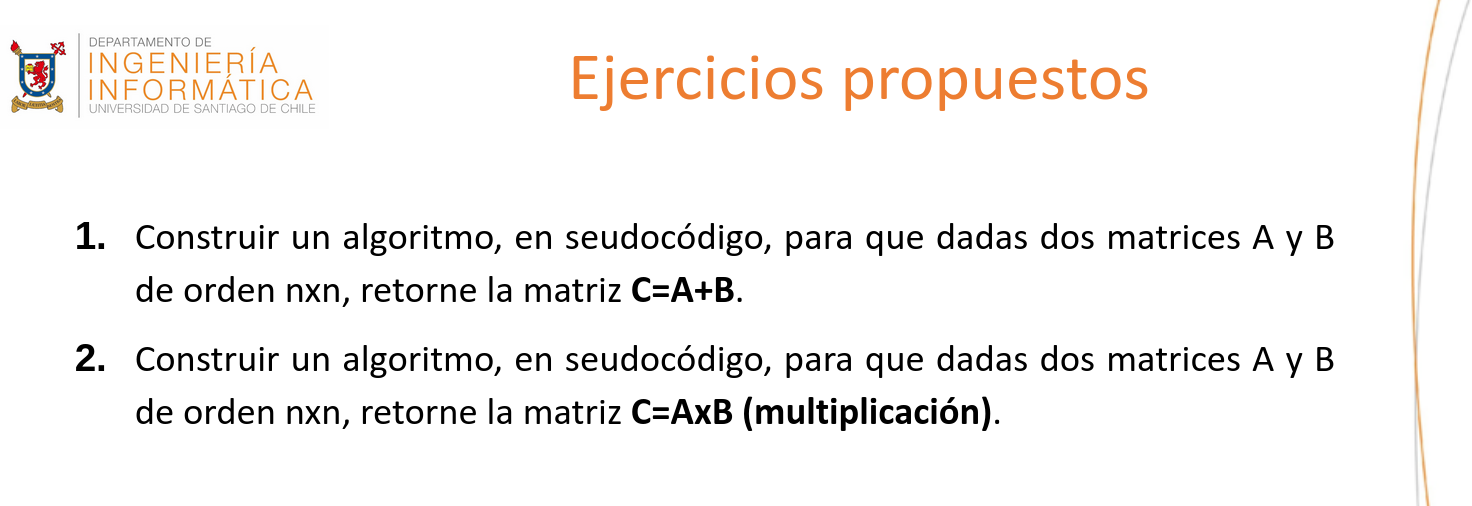 DEPARTAMENTO DE
INGENIERÍA
INFORMÁTICA
UNIVERSIDAD DE SANTIAGO DE CHILE
Ejercicios propuestos
1. Construir un algoritmo, en seudocódigo, para que dadas dos matrices A y B
de orden nxn, retorne la matriz C=A+B.
2. Construir un algoritmo, en seudocódigo, para que dadas dos matrices A y B
de orden nxn, retorne la matriz C=AxB (multiplicación).